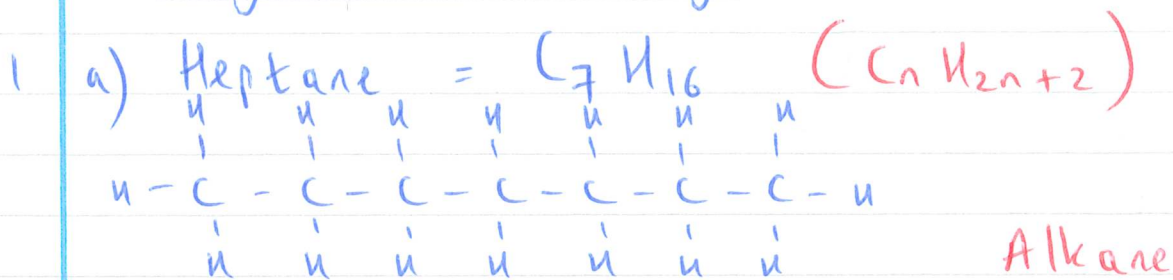 1 a) Heptane = C7H16 (CnH2n+2)
H H H H H H H
H - C - C - C - C - C - C - C - H
H H H H H H H
Alkane